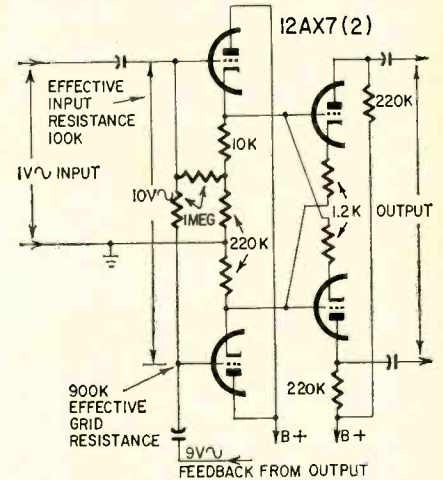 12AX7(2)
EFFECTIVE
INPUT
RESISTANCE
100K
1V∿ INPUT
10V∿
10K
1MEG
220K
220K
1.2K
OUTPUT
900K
EFFECTIVE
GRID
RESISTANCE
220K
B+
B+
9V∿
FEEDBACK FROM OUTPUT